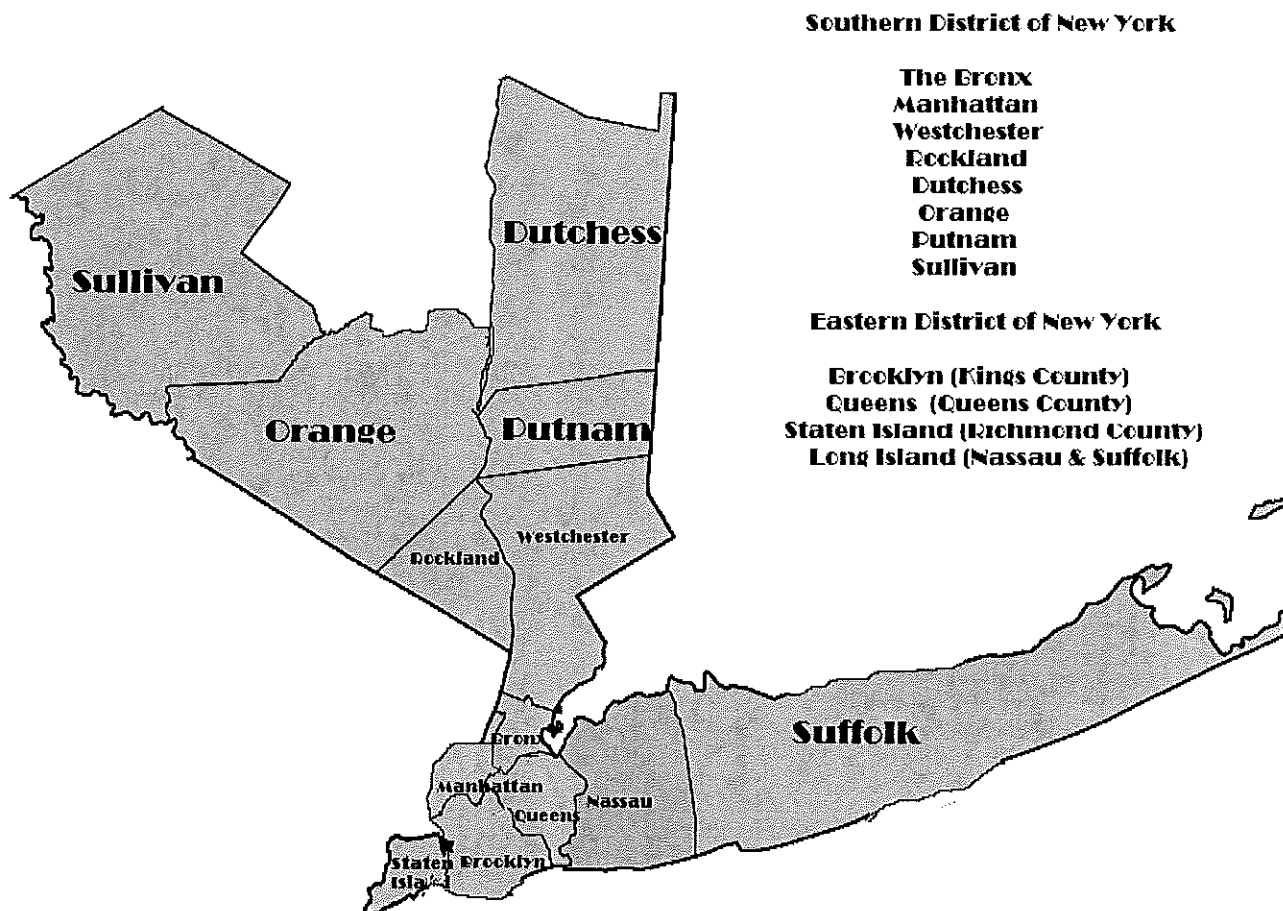 Southern District of New York
The Bronx
Manhattan
Westchester
Rockland
Dutchess
Orange
Putnam
Sullivan
Eastern District of New York
Brooklyn (Kings County)
Queens (Queens County)
Staten Island (Richmond County)
Long Island (Nassau & Suffolk)
Dutchess
Sullivan
Orange
Putnam
Westchester
Rockland
Suffolk
Bronx
Manhattan
Nassau
Queens
Staten
Isla
Brooklyn